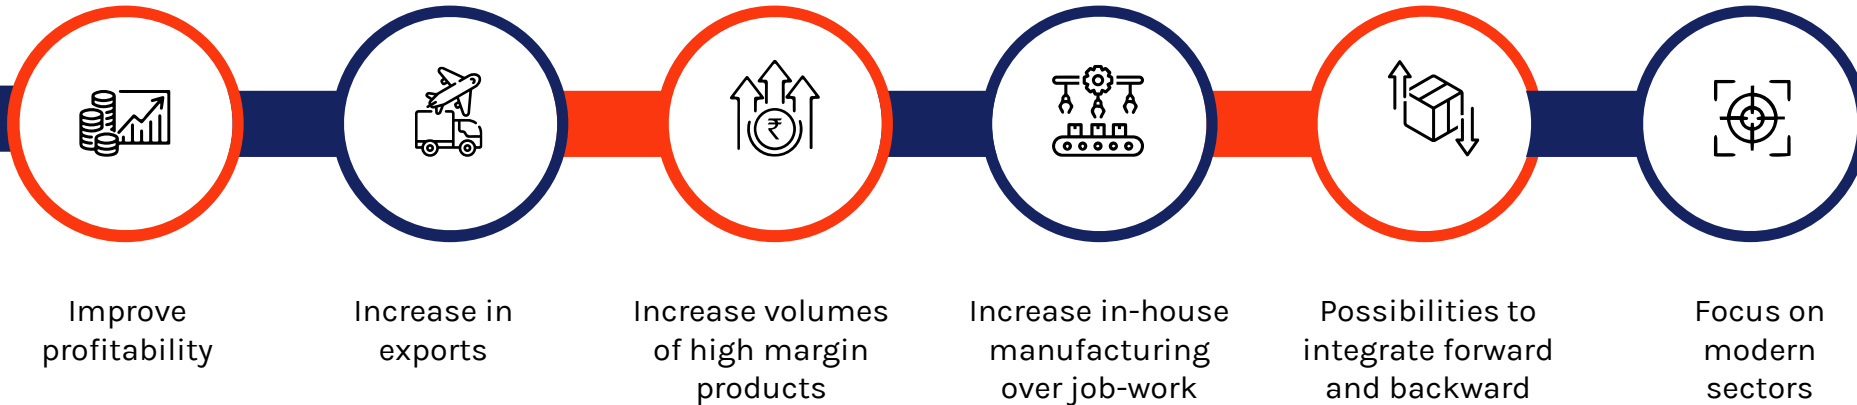 ₹
Improve
profitability
Increase in
exports
Increase volumes
of high margin
products
Increase in-house
manufacturing
over job-work
Possibilities to
integrate forward
and backward
Focus on
modern
sectors